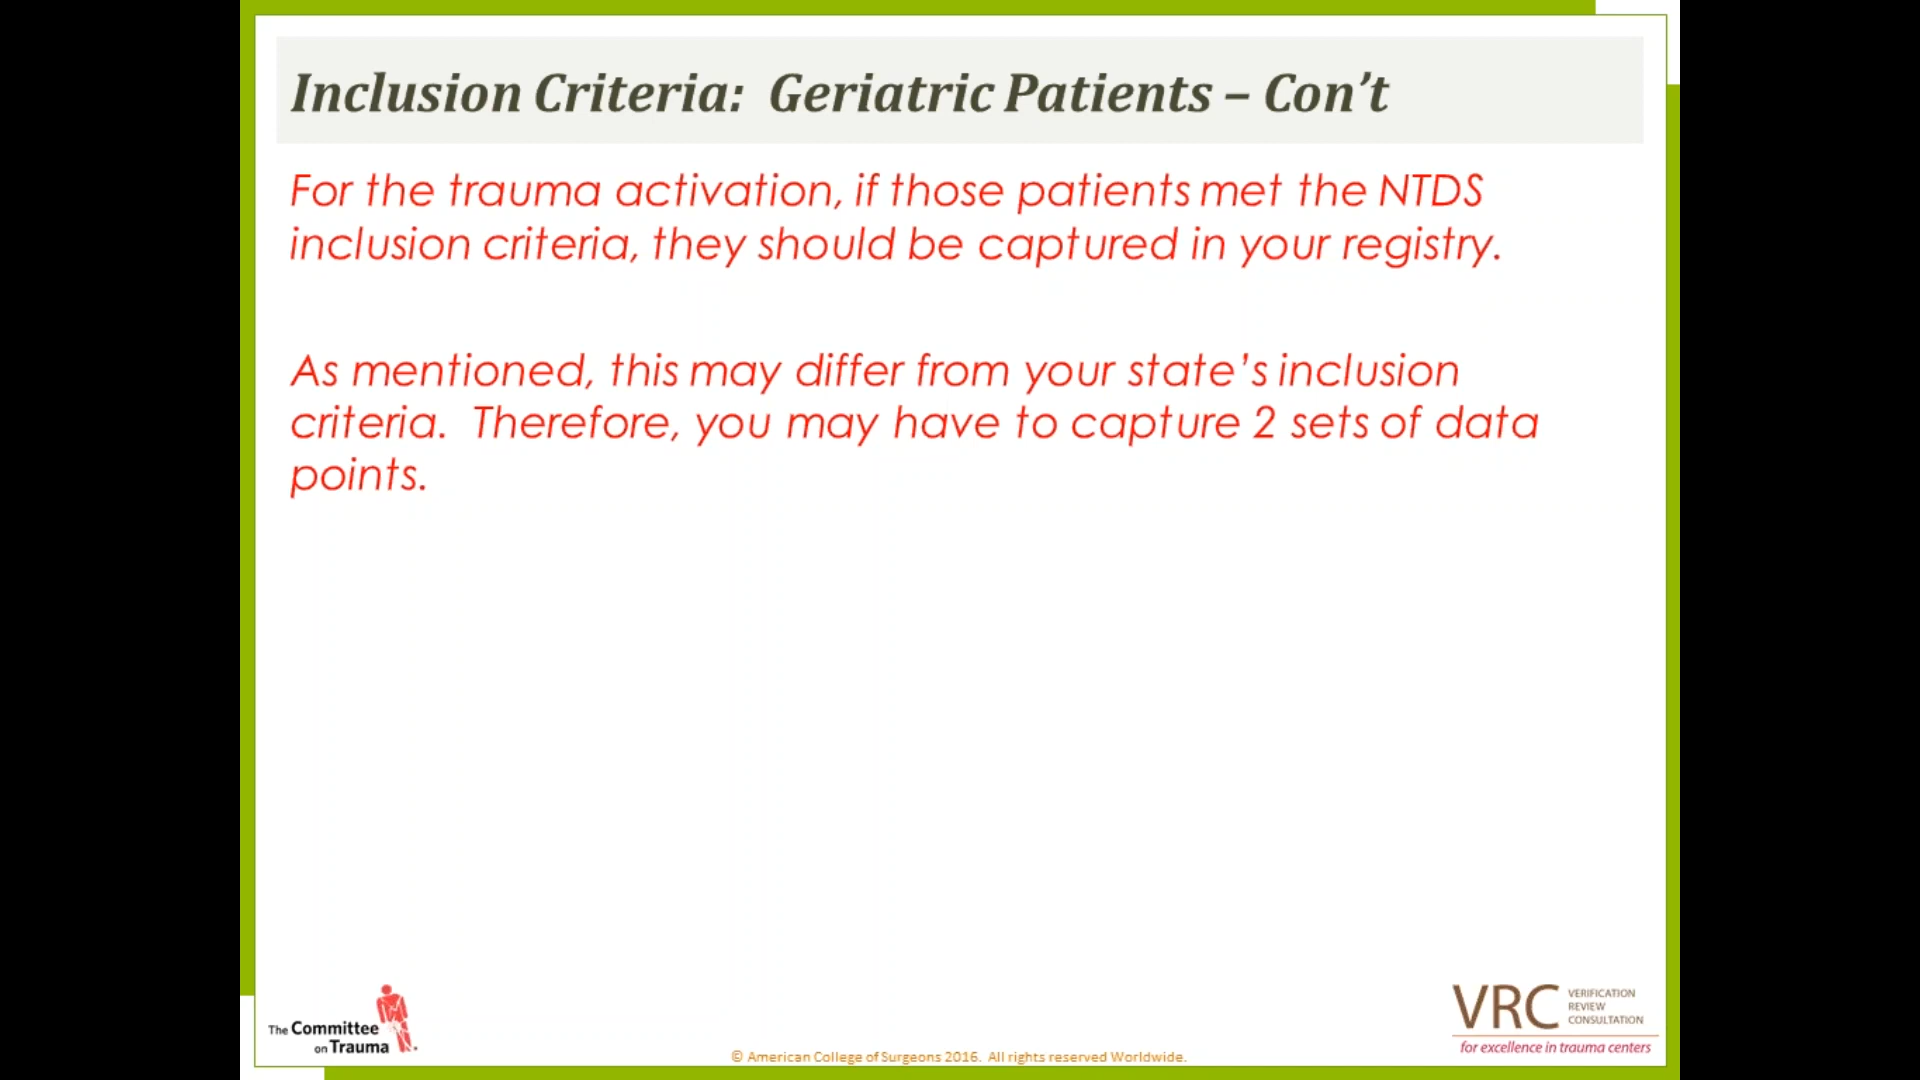 Inclusion Criteria:  Geriatric Patients – Con’t
For the trauma activation, if those patients met the NTDS
inclusion criteria, they should be captured in your registry.
As mentioned, this may differ from your state’s inclusion
criteria.  Therefore, you may have to capture 2 sets of data
points.
The Committee
on Trauma
© American College of Surgeons 2016.  All rights reserved Worldwide.
VRC
VERIFICATION
REVIEW
CONSULTATION
for excellence in trauma centers